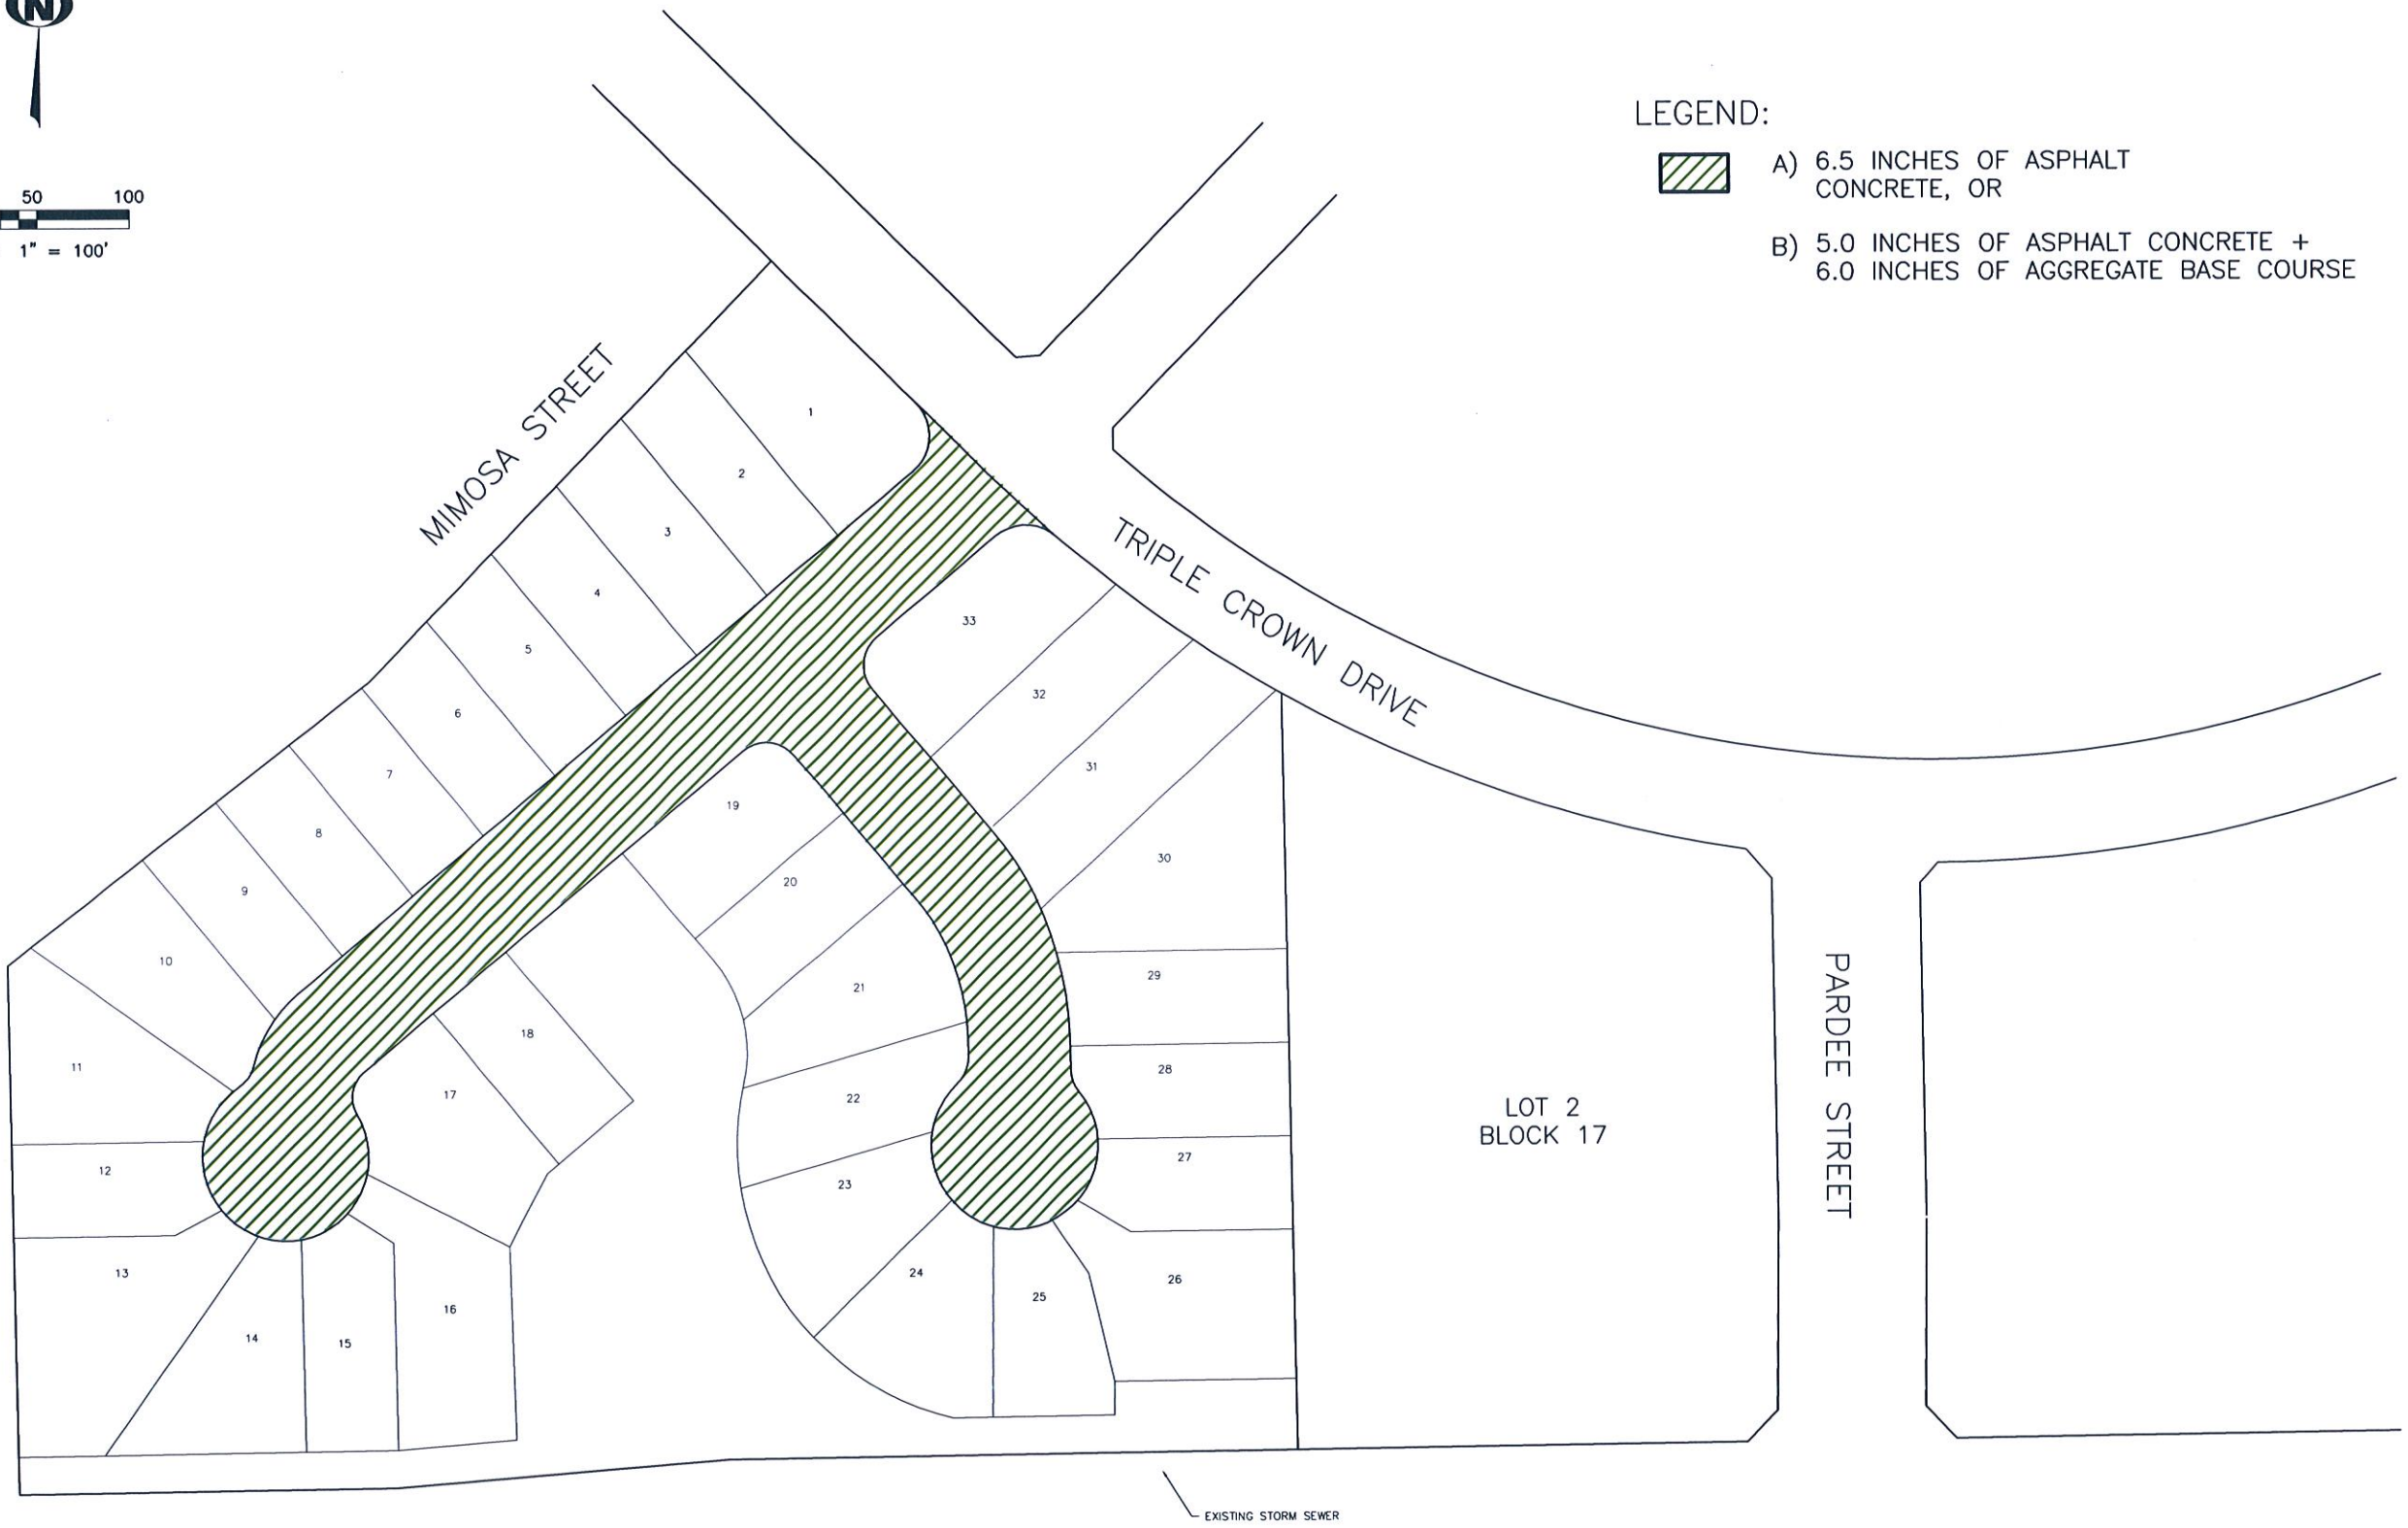 N
50 100
1" = 100'
LEGEND:
A) 6.5 INCHES OF ASPHALT
CONCRETE, OR
B) 5.0 INCHES OF ASPHALT CONCRETE +
6.0 INCHES OF AGGREGATE BASE COURSE
MIMOSA STREET
TRIPLE CROWN DRIVE
PARDEE STREET
1
2
3
4
5
6
7
8
9
10
11
12
13
14
15
16
17
18
19
20
21
22
23
24
25
26
27
28
29
30
31
32
33
LOT 2
BLOCK 17
EXISTING STORM SEWER